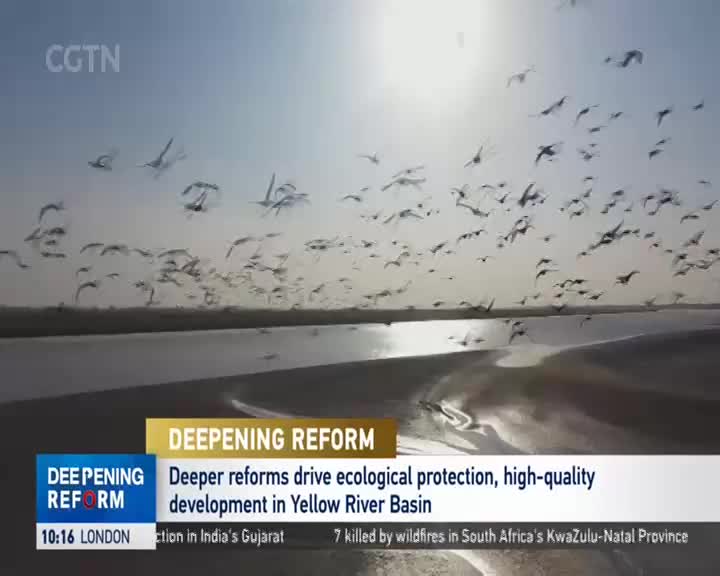 CGTN
DEEPENING REFORM
DEEPENING
REFORM
Deeper reforms drive ecological protection, high-quality
development in Yellow River Basin
10:16 LONDON
ction in India's Gujarat 7 killed by wildfires in South Africa's KwaZulu-Natal Province